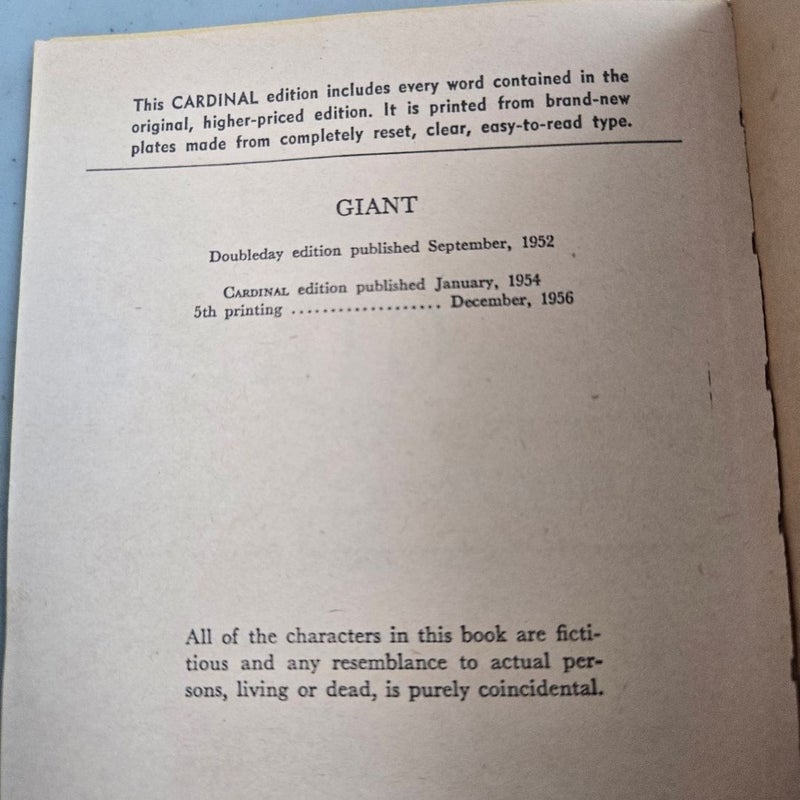 This CARDINAL edition includes every word contained in the
original, higher-priced edition. It is printed from brand-new
plates made from completely reset, clear, easy-to-read type.
GIANT
Doubleday edition published September, 1952
CARDINAL edition published January, 1954
5th printing ................... December, 1956
All of the characters in this book are ficti-
tious and any resemblance to actual per-
sons, living or dead, is purely coincidental.